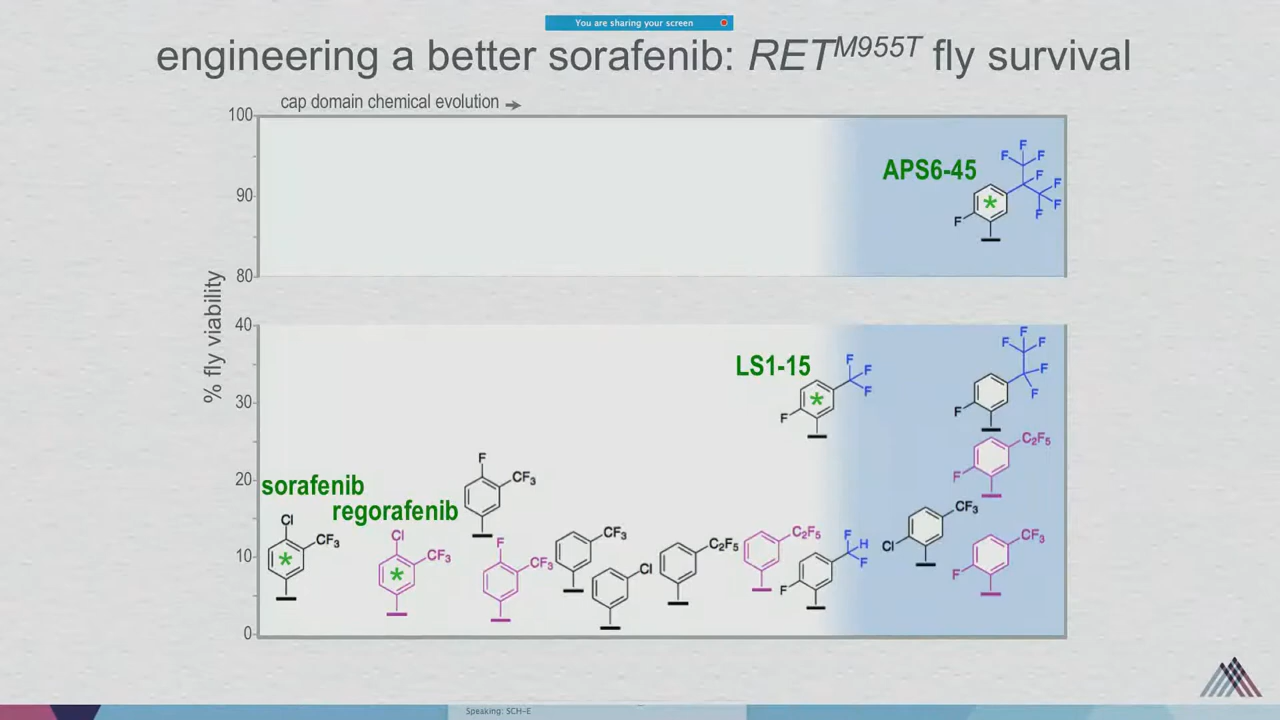 You are sharing your screen
engineering a better sorafenib: RET^M955T fly survival
cap domain chemical evolution →
% fly viability
100
90
80
40
30
20
10
0
APS6-45
F
F
F
F
F
F
F
F
LS1-15
F
F
F
F
F
F
F
F
F
F
C₂F₅
F
sorafenib
Cl
CF₃
regorafenib
Cl
CF₃
F
CF₃
F
CF₃
CF₃
Cl
C₂F₅
C₂F₅
F
H
F
F
CF₃
Cl
CF₃
F
Speaking: SCH-E